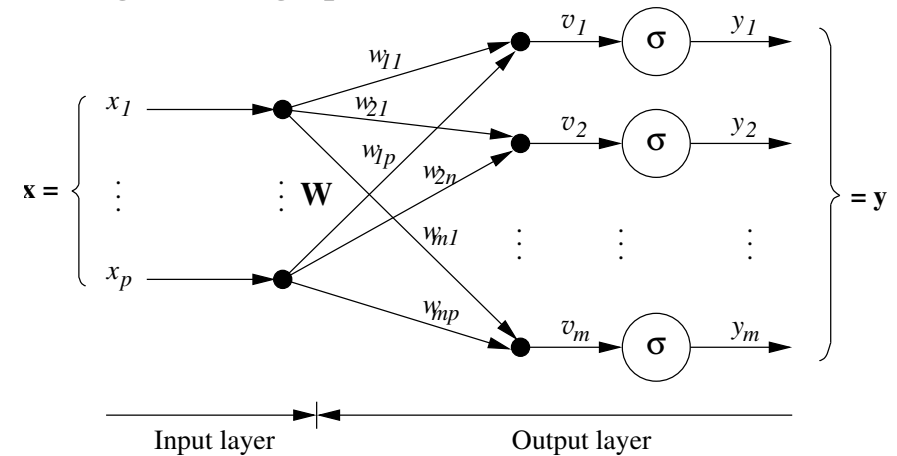 v1 σ y1
w11
x1 w21 v2 σ y2
w1p
w2n
x = ⋮ ⋮ W = y
wm1 ⋮ ⋮ ⋮
xp
wmp vm σ ym
Input layer Output layer